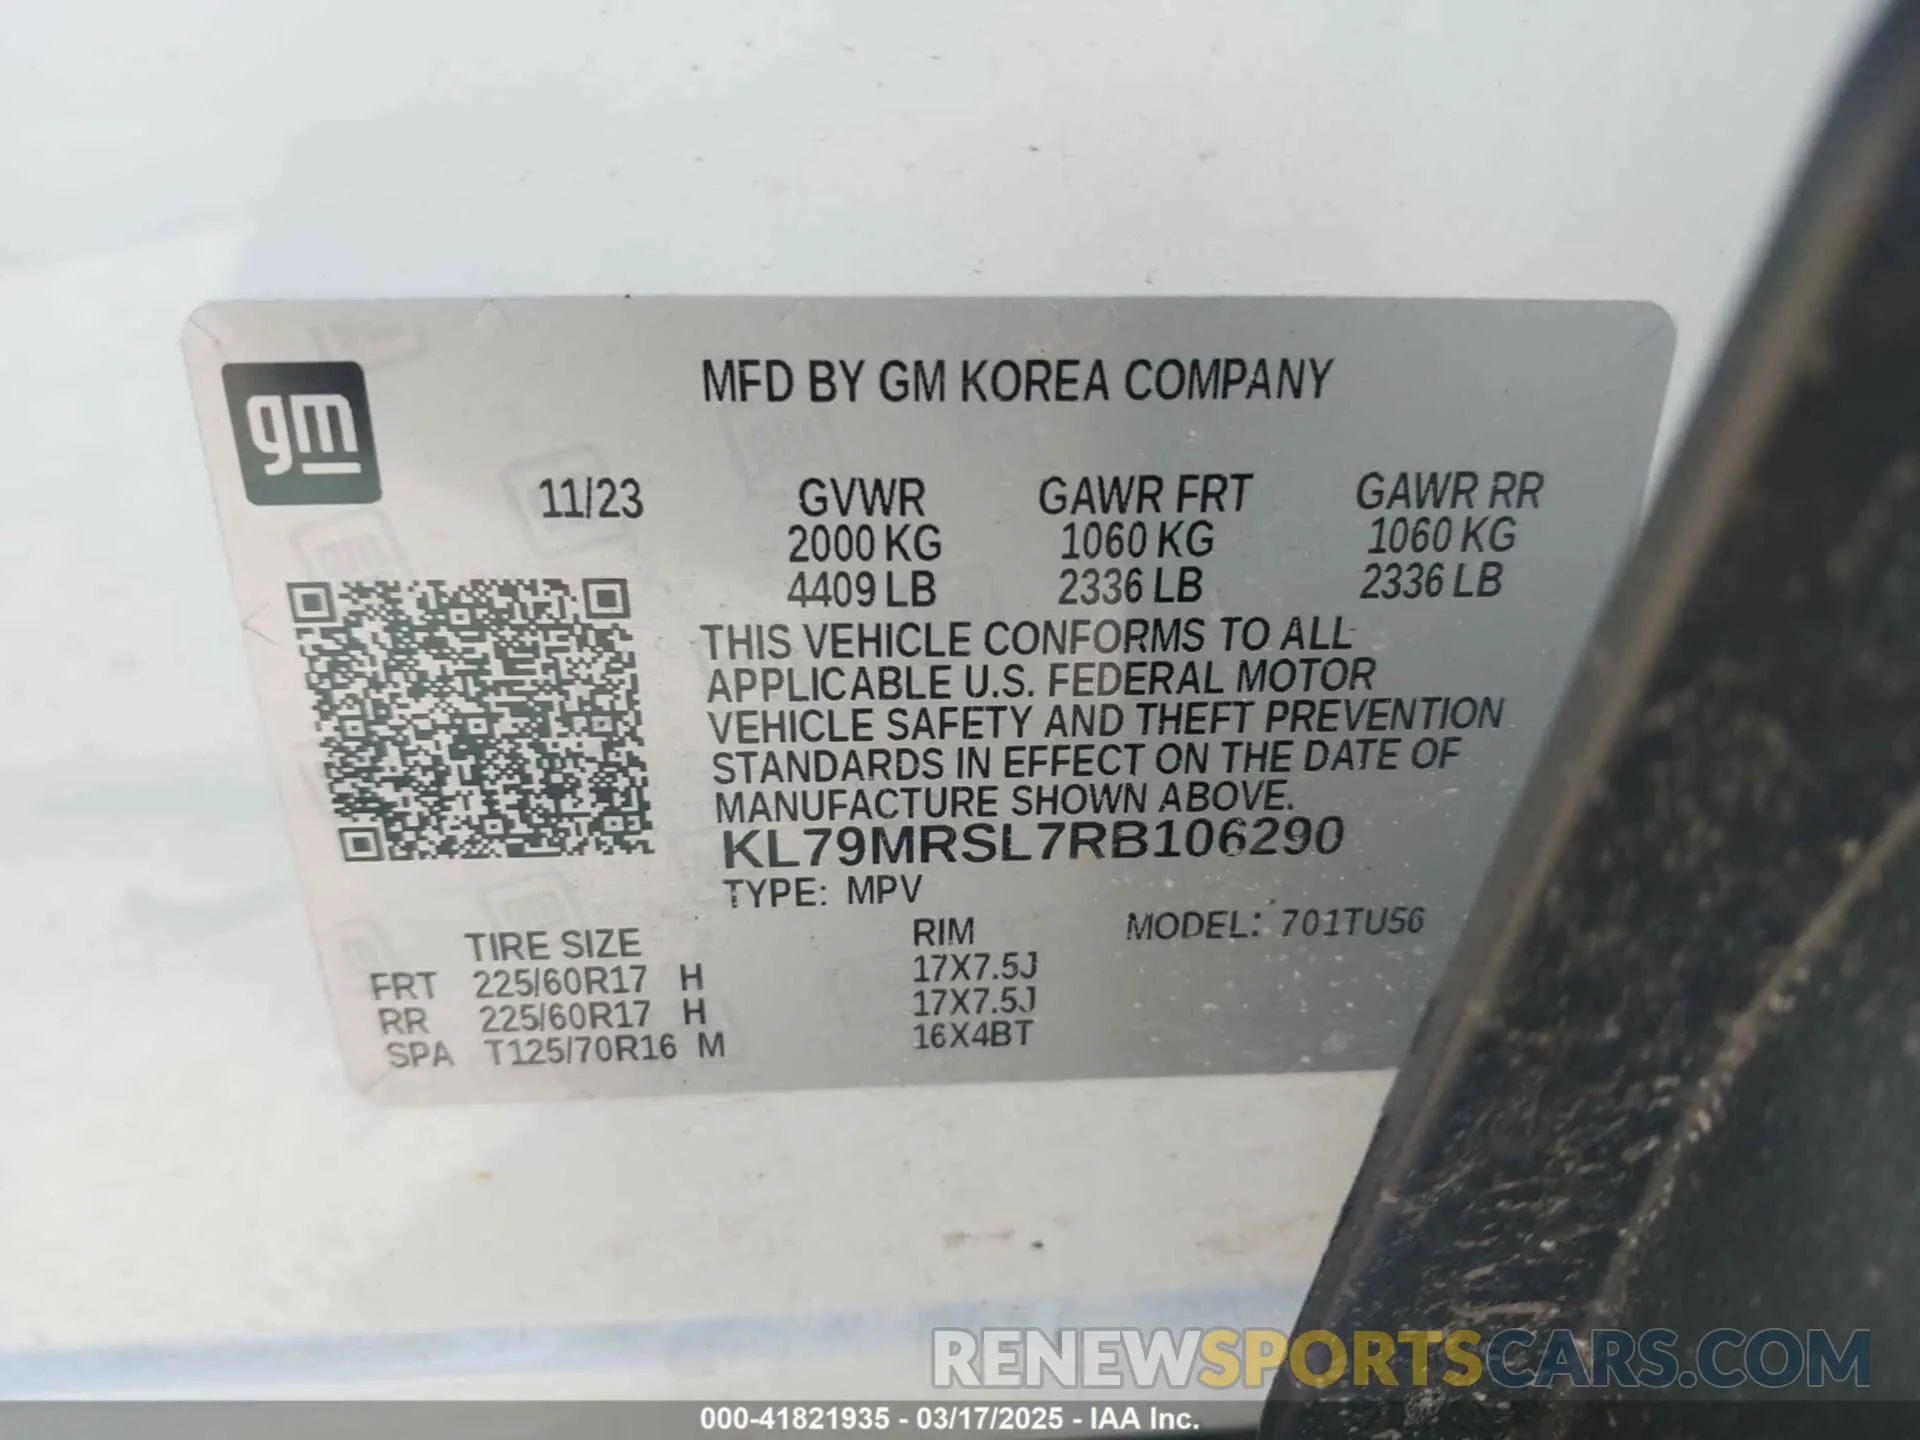 gm
MFD BY GM KOREA COMPANY
11/23 GVWR GAWR FRT GAWR RR
2000 KG 1060 KG 1060 KG
4409 LB 2336 LB 2336 LB
THIS VEHICLE CONFORMS TO ALL
APPLICABLE U.S. FEDERAL MOTOR
VEHICLE SAFETY AND THEFT PREVENTION
STANDARDS IN EFFECT ON THE DATE OF
MANUFACTURE SHOWN ABOVE.
KL79MRSL7RB106290
TYPE: MPV
TIRE SIZE RIM MODEL: 701TU56
FRT 225/60R17 H 17X7.5J
RR 225/60R17 H 17X7.5J
SPA T125/70R16 M 16X4BT
RENEWSPORTSCARS.COM
000-41821935 - 03/17/2025 - IAA Inc.